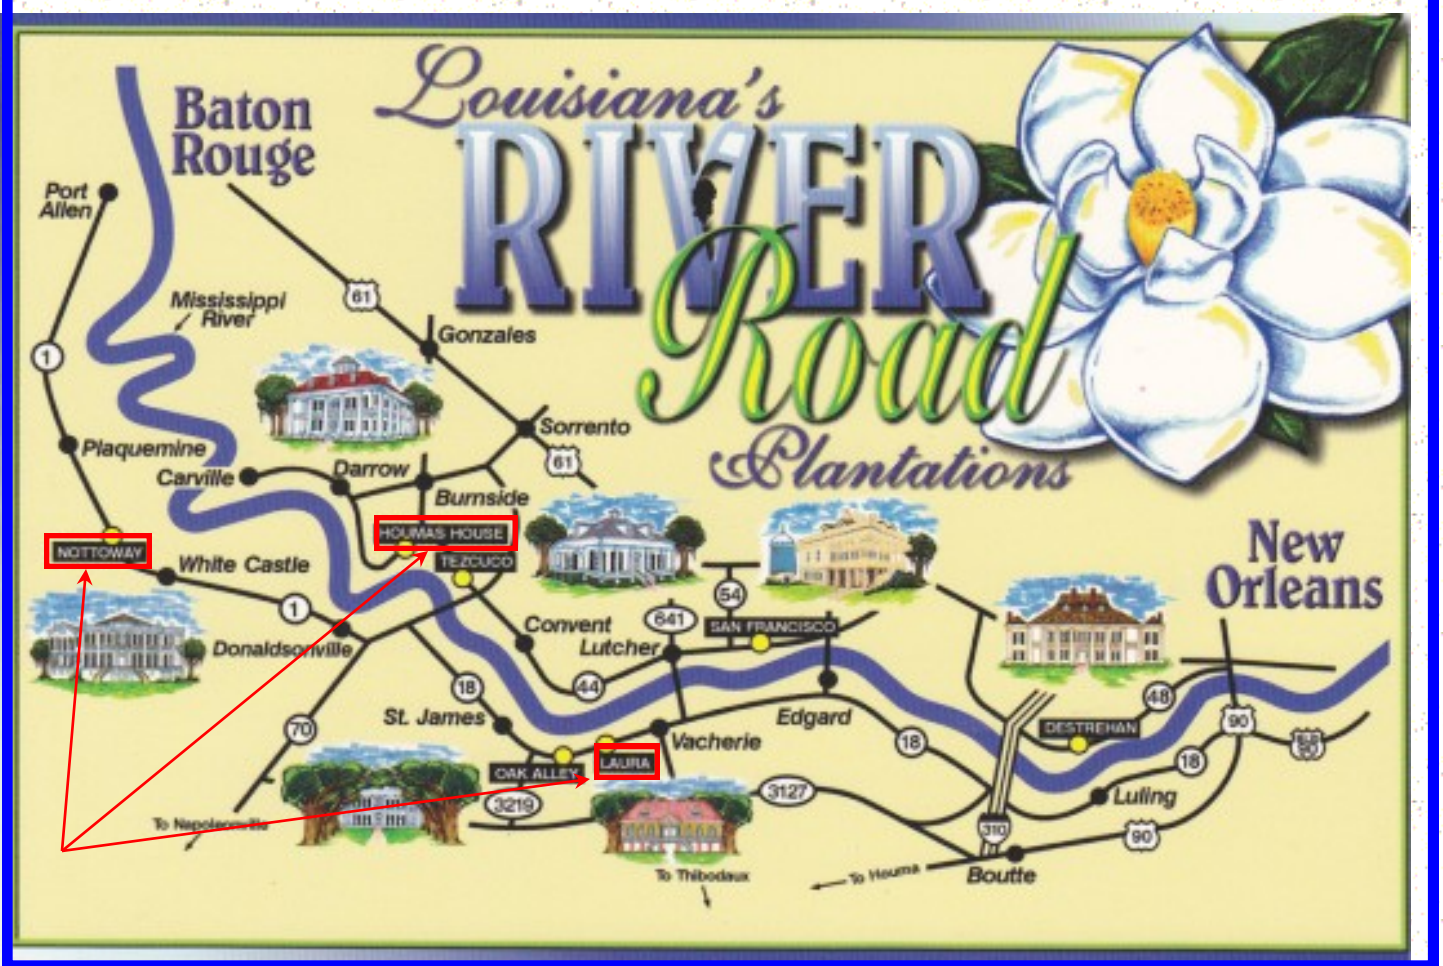 Louisiana's
RIVER
Road
Plantations
Baton
Rouge
Port
Allen
61
Mississippi
River
Gonzales
1
Sorrento
61
Plaquemine
Carville
Darrow
Burnside
HOUMAS HOUSE
NOTTOWAY
TEZCUCO
White Castle
New
Orleans
54
1
641
SAN FRANCISCO
Convent
Lutcher
Donaldsonville
18
44
48
St. James
Edgard
90
70
Vacherie
18
DESTREHAN
LAURA
OAK ALLEY
18
3219
3127
Luling
To Napoleonville
310
90
To Thibodaux
To Houma
Boutte